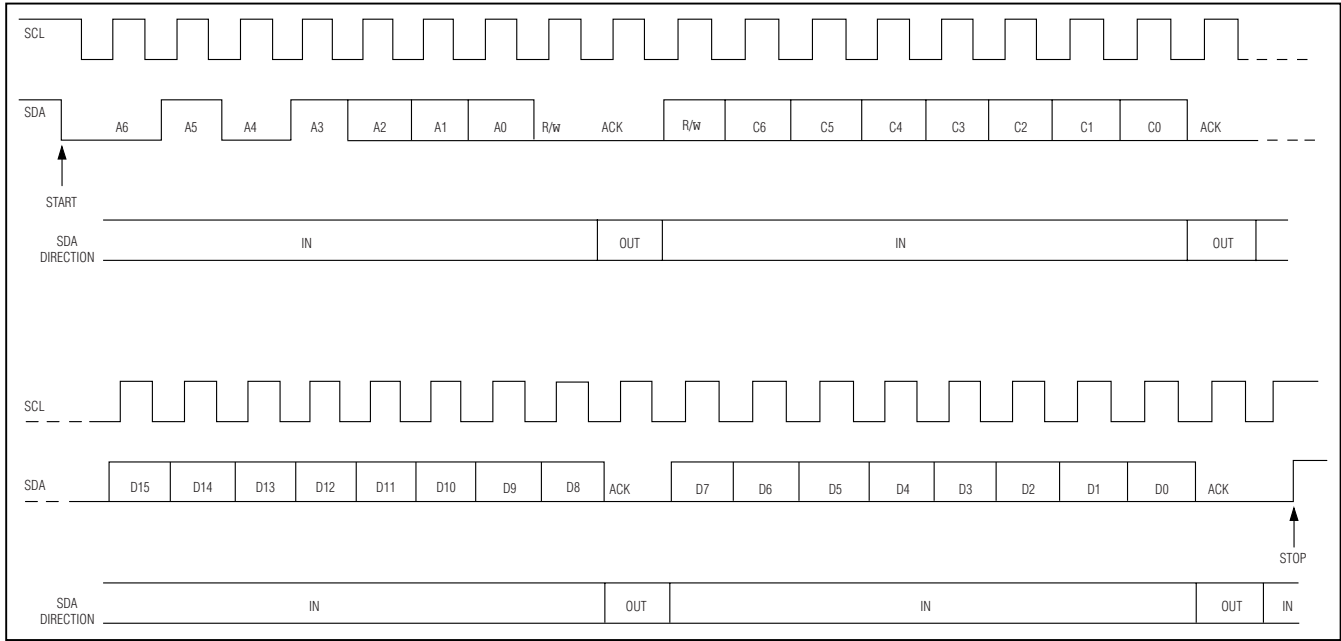 SCL
SDA
A6 A5 A4 A3 A2 A1 A0 R/W ACK R/W C6 C5 C4 C3 C2 C1 C0 ACK
START
SDA DIRECTION
IN OUT IN OUT
SCL
SDA
D15 D14 D13 D12 D11 D10 D9 D8 ACK D7 D6 D5 D4 D3 D2 D1 D0 ACK
STOP
SDA DIRECTION
IN OUT IN OUT IN